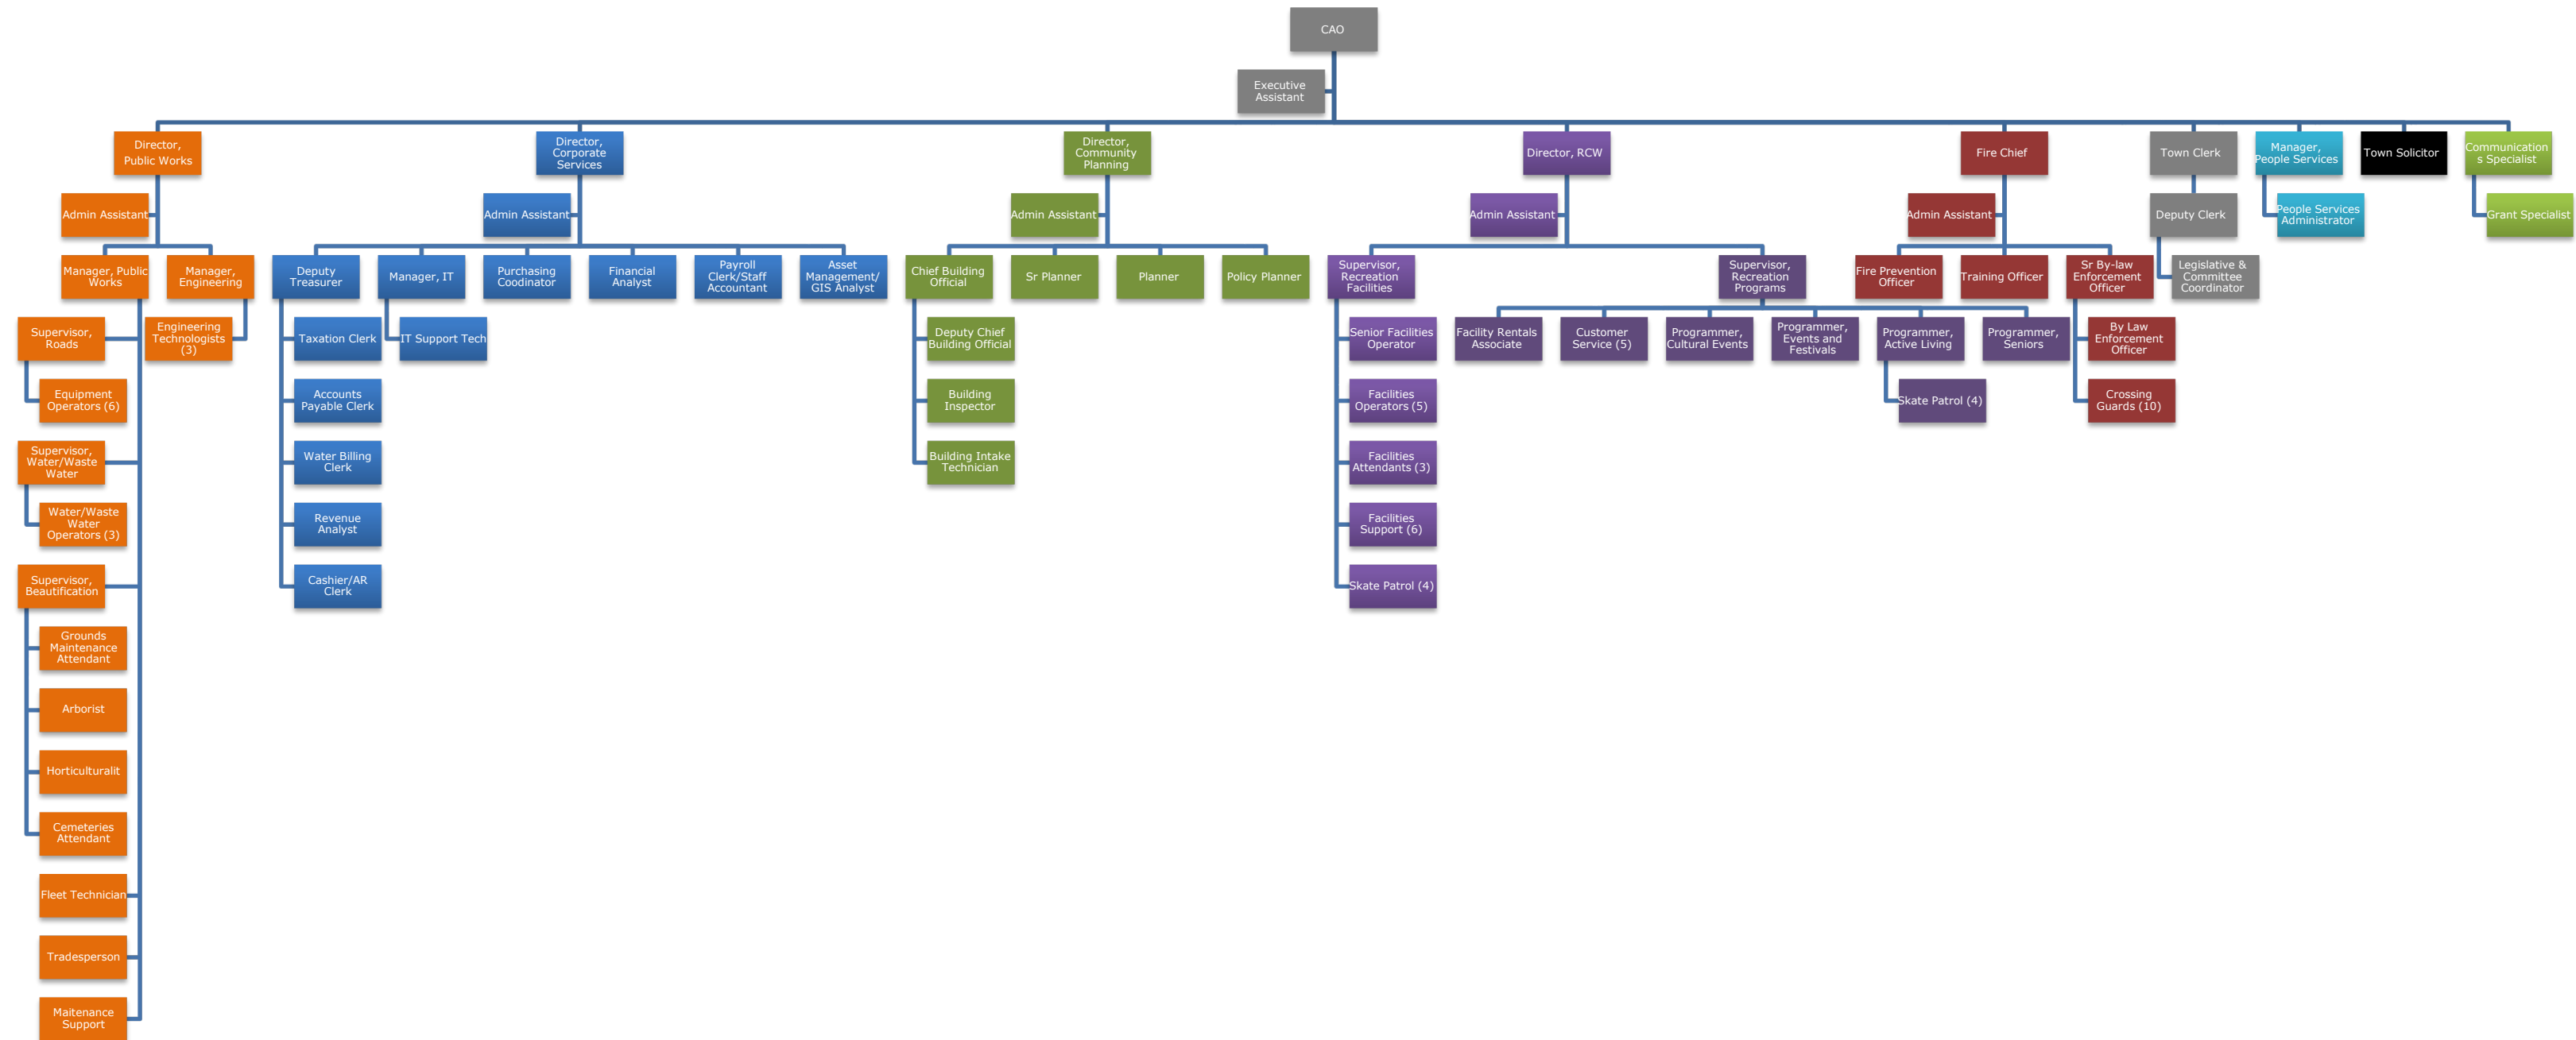 CAO
Executive
Assistant
Director,
Public Works
Director,
Corporate
Services
Director,
Community
Planning
Director, RCW
Fire Chief
Town Clerk
Manager,
People Services
Town Solicitor
Communication
s Specialist
Admin Assistant
Admin Assistant
Admin Assistant
Admin Assistant
Admin Assistant
Deputy Clerk
People Services
Administrator
Grant Specialist
Manager, Public
Works
Manager,
Engineering
Deputy
Treasurer
Manager, IT
Purchasing
Coodinator
Financial
Analyst
Payroll
Clerk/Staff
Accountant
Asset
Management/
GIS Analyst
Chief Building
Official
Sr Planner
Planner
Policy Planner
Supervisor,
Recreation
Facilities
Supervisor,
Recreation
Programs
Fire Prevention
Officer
Training Officer
Sr By-law
Enforcement
Officer
Legislative &
Committee
Coordinator
Supervisor,
Roads
Engineering
Technologists
(3)
Taxation Clerk
IT Support Tech
Deputy Chief
Building Official
Senior Facilities
Operator
Facility Rentals
Associate
Customer
Service (5)
Programmer,
Cultural Events
Programmer,
Events and
Festivals
Programmer,
Active Living
Programmer,
Seniors
By Law
Enforcement
Officer
Equipment
Operators (6)
Accounts
Payable Clerk
Building
Inspector
Facilities
Operators (5)
Skate Patrol (4)
Crossing
Guards (10)
Supervisor,
Water/Waste
Water
Water Billing
Clerk
Building Intake
Technician
Facilities
Attendants (3)
Water/Waste
Water
Operators (3)
Revenue
Analyst
Facilities
Support (6)
Supervisor,
Beautification
Cashier/AR
Clerk
Skate Patrol (4)
Grounds
Maintenance
Attendant
Arborist
Horticulturalit
Cemeteries
Attendant
Fleet Technician
Tradesperson
Maitenance
Support